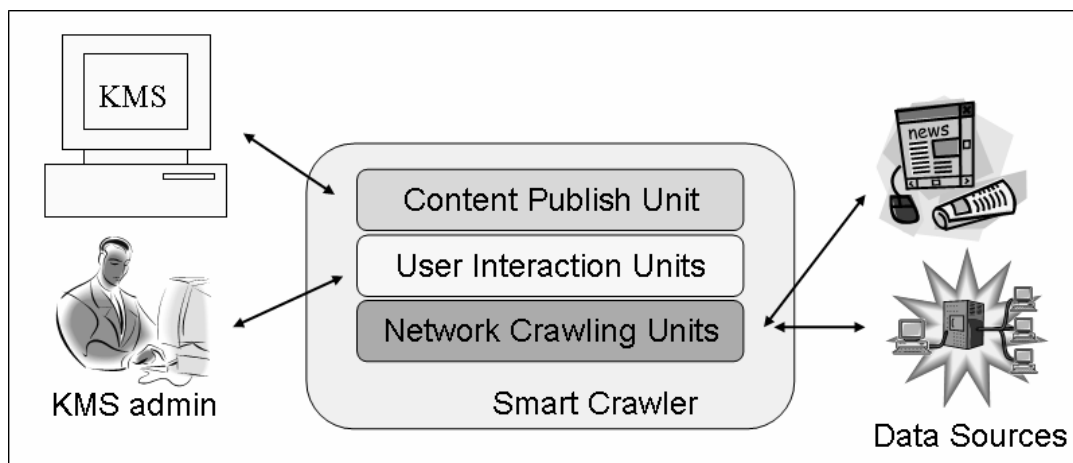 KMS
KMS admin
Content Publish Unit
User Interaction Units
Network Crawling Units
Smart Crawler
news
Data Sources